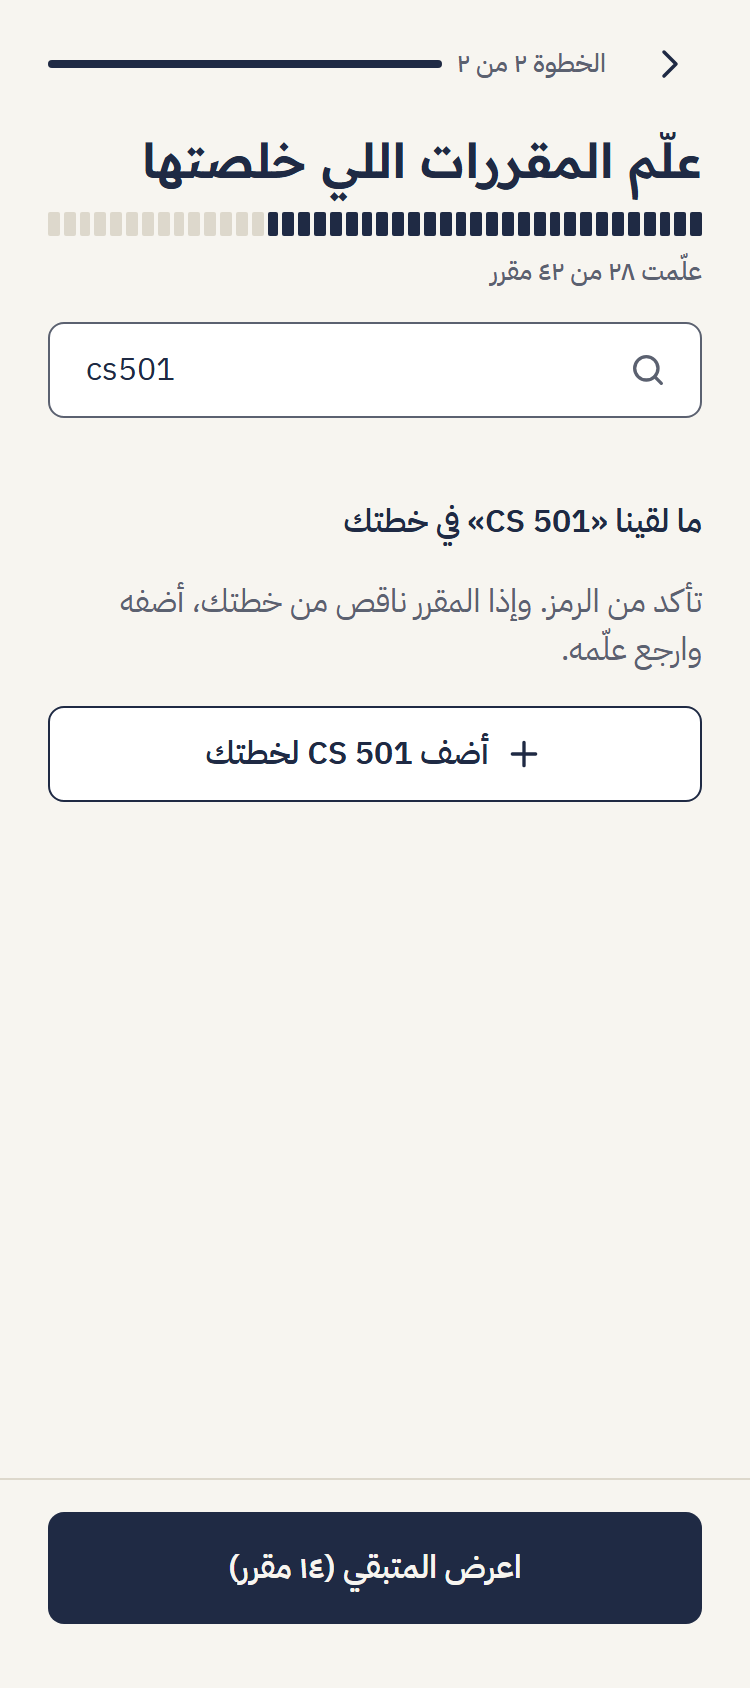 الخطوة ٢ من ٢
علّم المقررات اللي خلصتها
علّمت ٢٨ من ٤٢ مقرر
cs501
ما لقينا «CS 501» في خطتك
تأكد من الرمز. وإذا المقرر ناقص من خطتك، أضفه
وارجع علّمه.
أضف CS 501 لخطتك
اعرض المتبقي (١٤ مقرر)